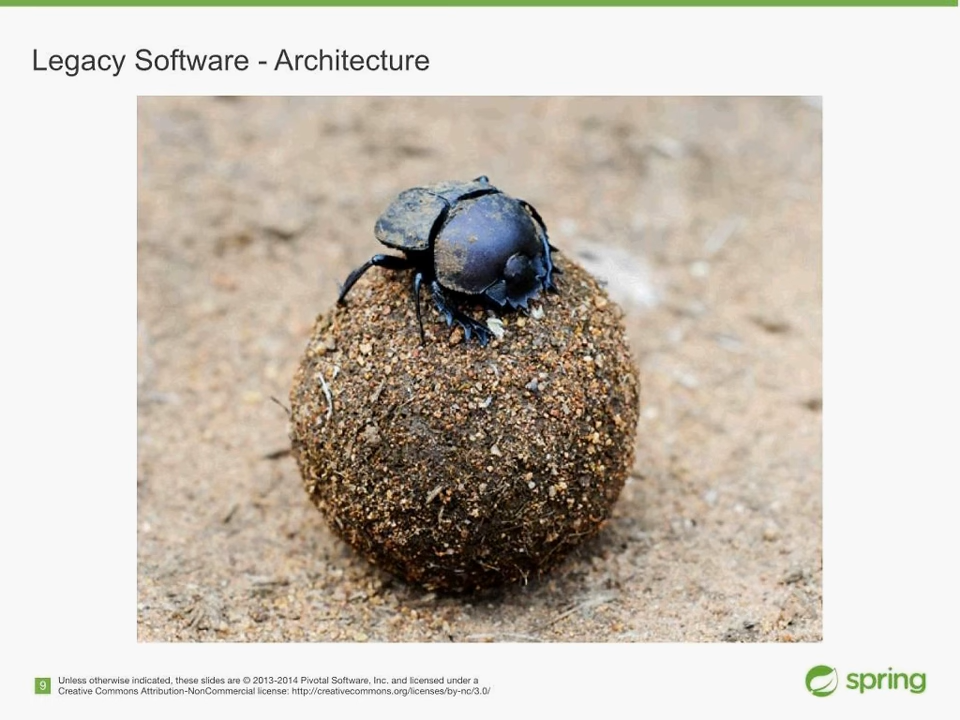 Legacy Software - Architecture
9
Unless otherwise indicated, these slides are © 2013-2014 Pivotal Software, Inc. and licensed under a
Creative Commons Attribution-NonCommercial license: http://creativecommons.org/licenses/by-nc/3.0/
spring